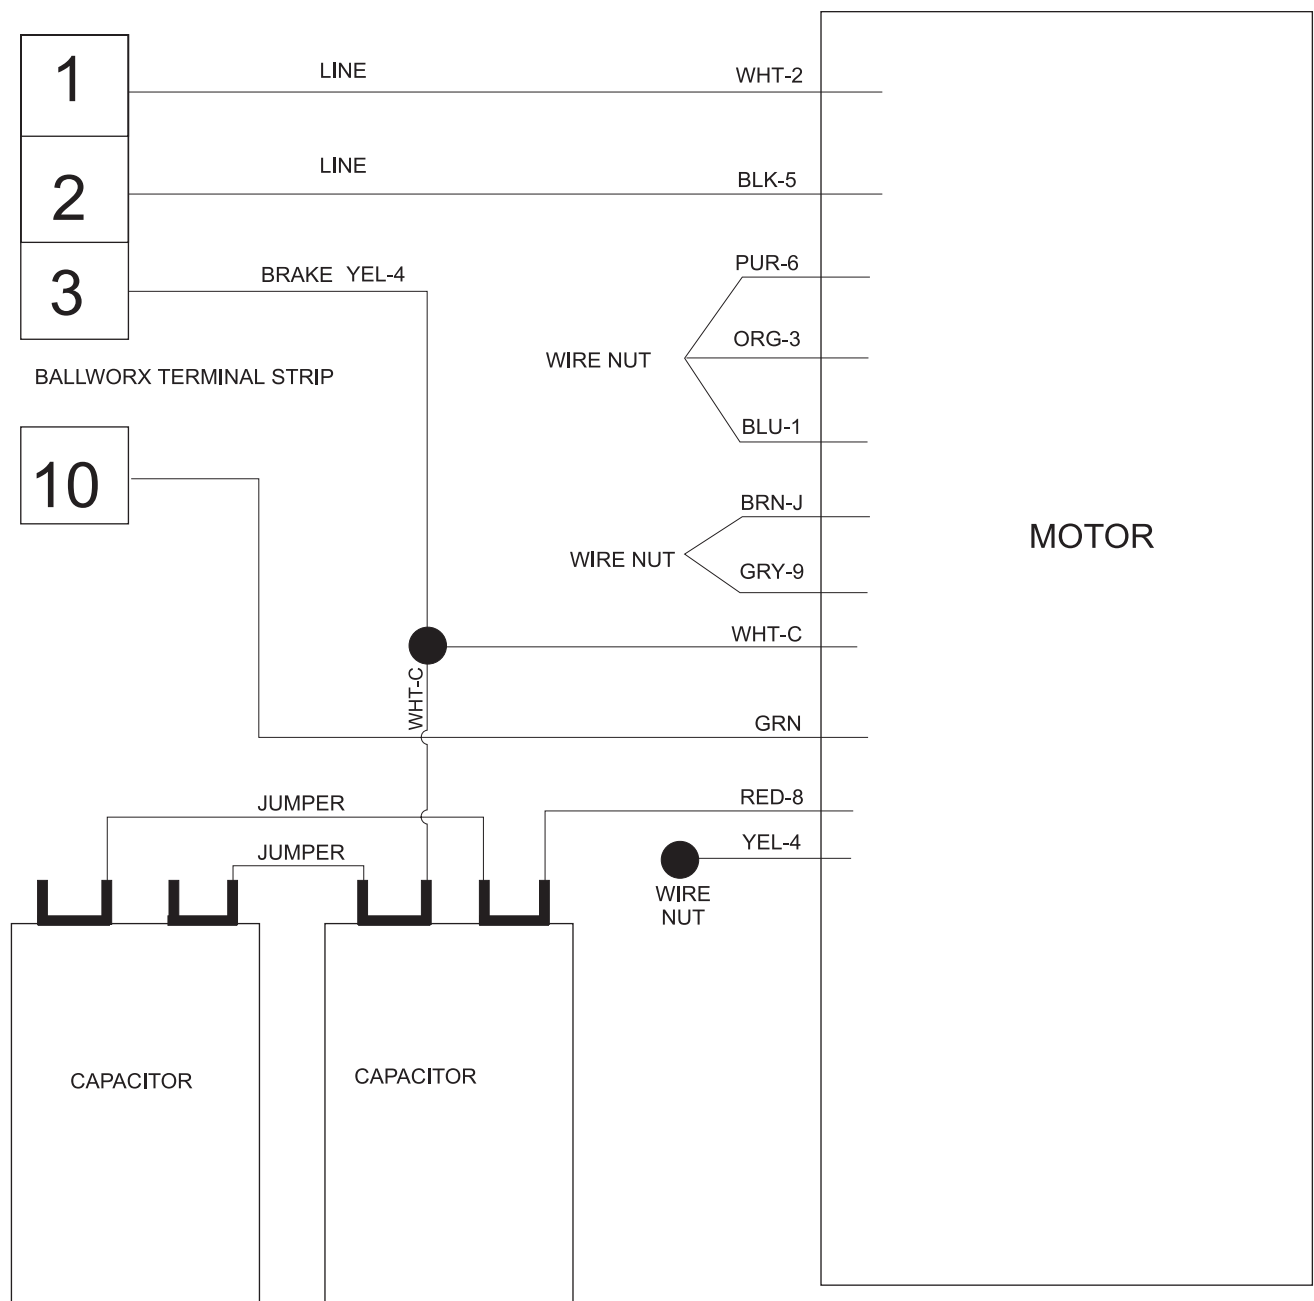 1
LINE
WHT-2
2
LINE
BLK-5
3
BRAKE YEL-4
PUR-6
ORG-3
WIRE NUT
BLU-1
BALLWORX TERMINAL STRIP
10
BRN-J
WIRE NUT
GRY-9
MOTOR
WHT-C
WHT-C
GRN
JUMPER
RED-8
JUMPER
YEL-4
WIRE
NUT
CAPACITOR
CAPACITOR